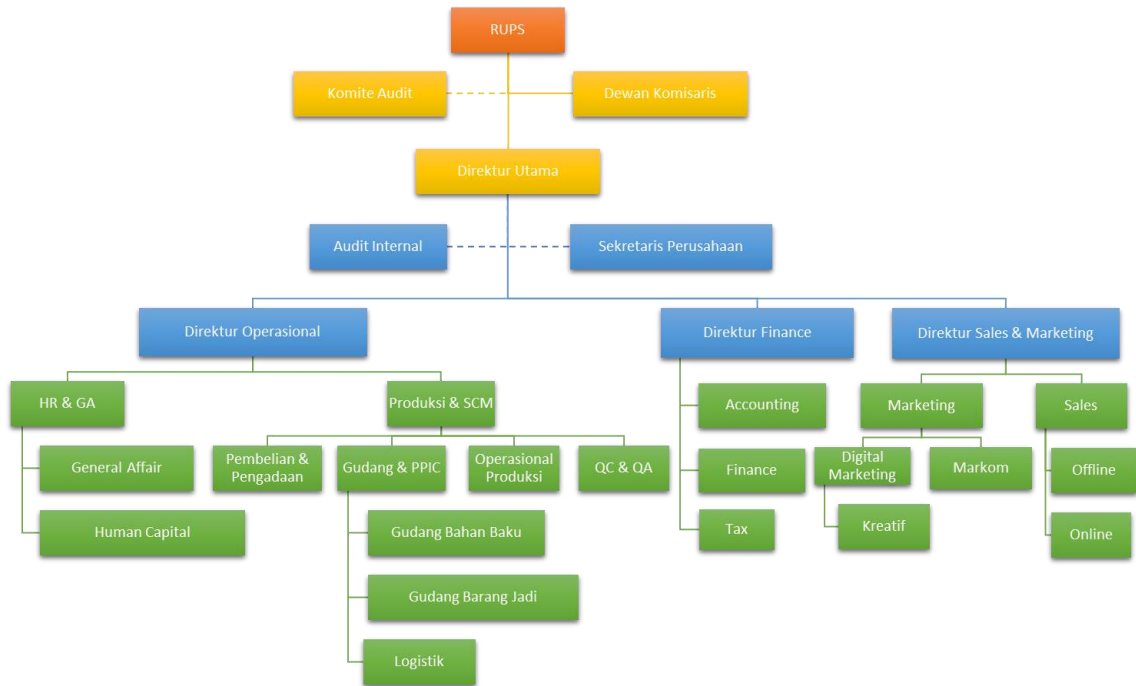 RUPS
Komite Audit
Dewan Komisaris
Direktur Utama
Audit Internal
Sekretaris Perusahaan
Direktur Operasional
Direktur Finance
Direktur Sales & Marketing
HR & GA
Produksi & SCM
Accounting
Marketing
Sales
General Affair
Pembelian &
Pengadaan
Gudang & PPIC
Operasional
Produksi
QC & QA
Finance
Digital
Marketing
Markom
Offline
Human Capital
Gudang Bahan Baku
Tax
Kreatif
Online
Gudang Barang Jadi
Logistik